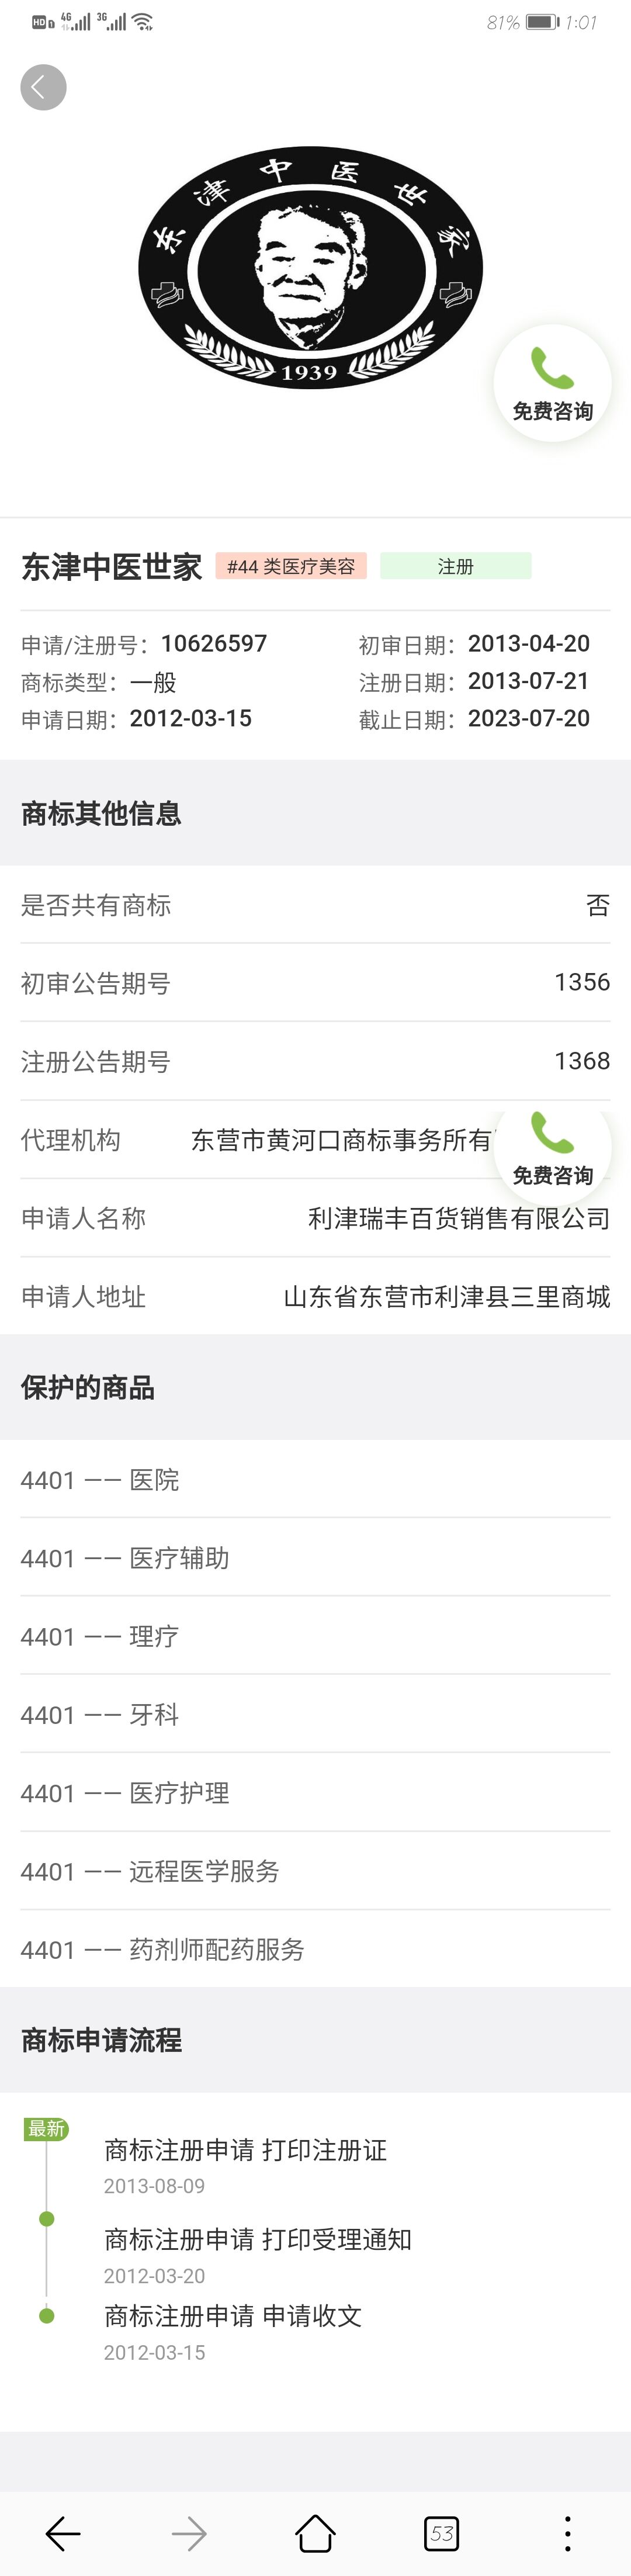 HD 4G 3G 81% 1:01
东津中医世家
1939
免费咨询
东津中医世家 #44 类医疗美容 注册
申请/注册号：10626597 初审日期：2013-04-20
商标类型：一般 注册日期：2013-07-21
申请日期：2012-03-15 截止日期：2023-07-20
商标其他信息
是否共有商标 否
初审公告期号 1356
注册公告期号 1368
代理机构 东营市黄河口商标事务所有
免费咨询
申请人名称 利津瑞丰百货销售有限公司
申请人地址 山东省东营市利津县三里商城
保护的商品
4401 —— 医院
4401 —— 医疗辅助
4401 —— 理疗
4401 —— 牙科
4401 —— 医疗护理
4401 —— 远程医学服务
4401 —— 药剂师配药服务
商标申请流程
最新
商标注册申请 打印注册证
2013-08-09
商标注册申请 打印受理通知
2012-03-20
商标注册申请 申请收文
2012-03-15
53